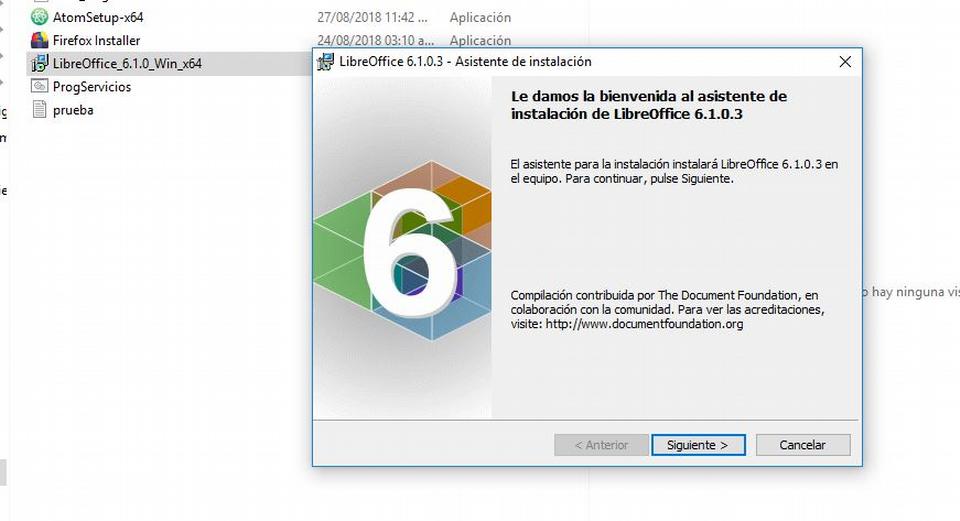 AtomSetup-x64 27/08/2018 11:42 ... Aplicación
Firefox Installer 24/08/2018 03:10 a... Aplicación
LibreOffice_6.1.0_Win_x64
ProgServicios
prueba
LibreOffice 6.1.0.3 - Asistente de instalación
Le damos la bienvenida al asistente de
instalación de LibreOffice 6.1.0.3
El asistente para la instalación instalará LibreOffice 6.1.0.3 en
el equipo. Para continuar, pulse Siguiente.
6
o hay ninguna vis
Compilación contribuida por The Document Foundation, en
colaboración con la comunidad. Para ver las acreditaciones,
visite: http://www.documentfoundation.org
< Anterior Siguiente > Cancelar